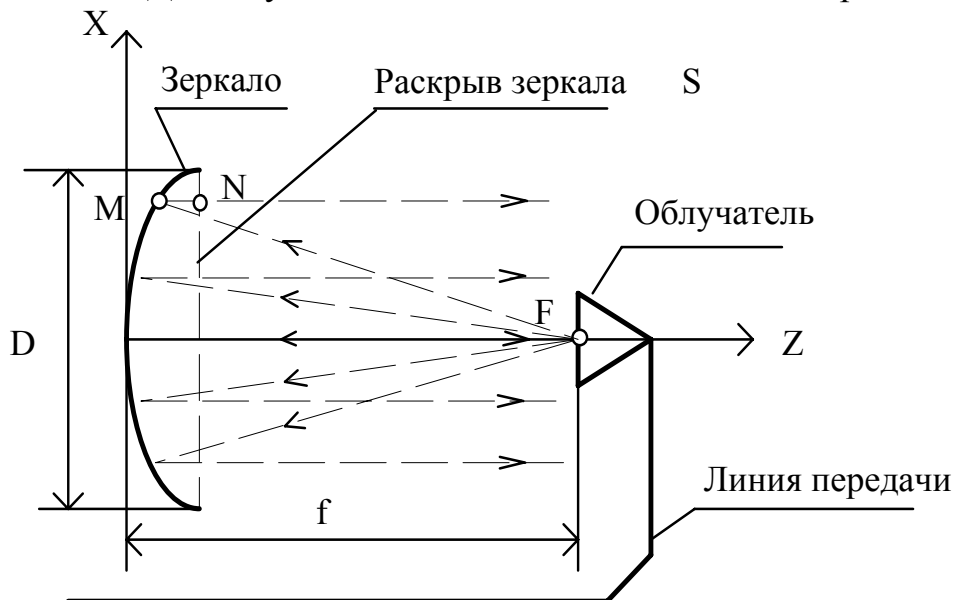 X
Зеркало
Раскрыв зеркала S
M
N
Облучатель
F
D
Z
Линия передачи
f